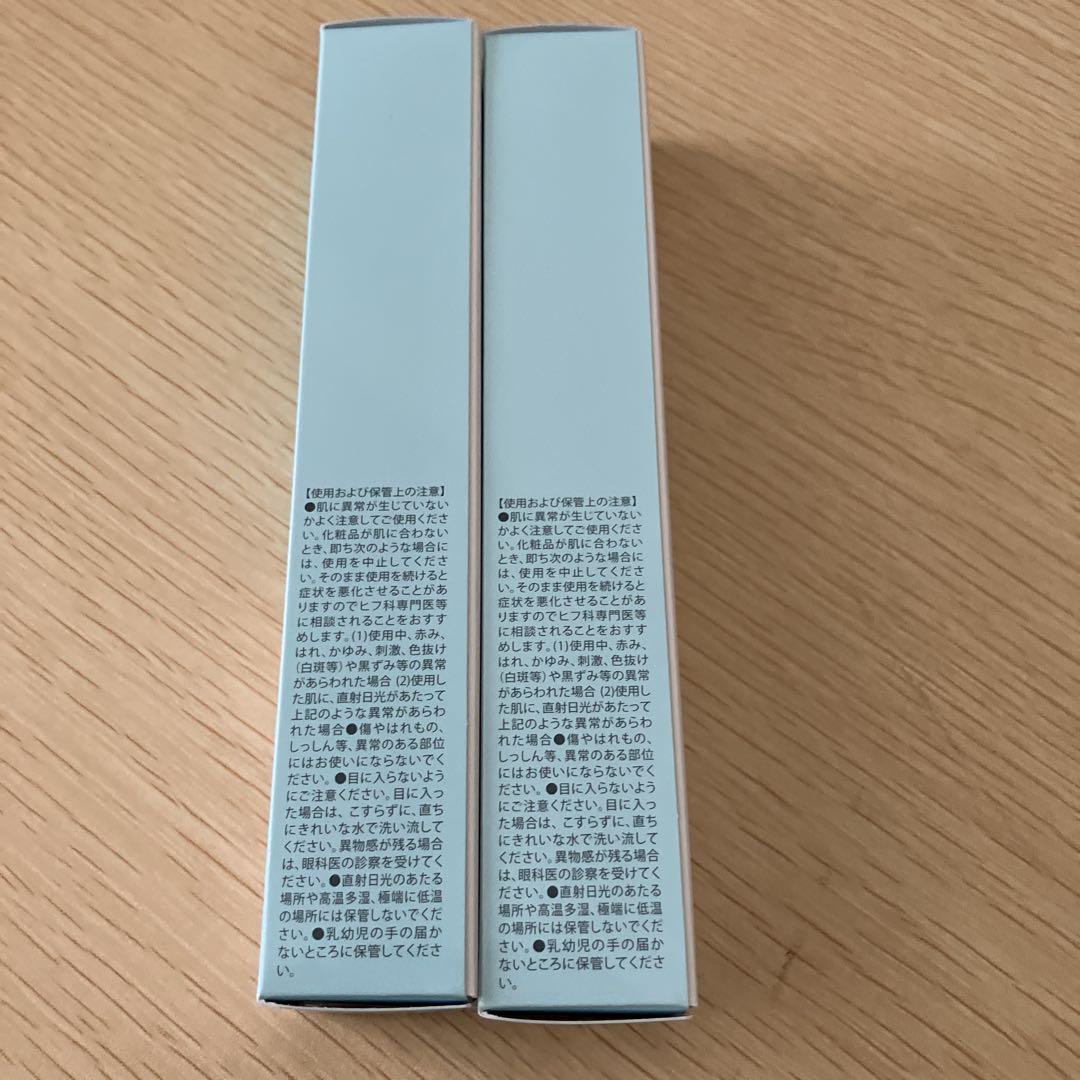 【使用および保管上の注意】
●肌に異常が生じていない
かよく注意してご使用くださ
い。化粧品が肌に合わない
とき、即ち次のような場合に
は、使用を中止してくださ
い。そのまま使用を続けると
症状を悪化させることがあ
りますのでヒフ科専門医等
に相談されることをおすす
めします。(1)使用中、赤み、
はれ、かゆみ、刺激、色抜け
(白斑等)や黒ずみ等の異常
があらわれた場合 (2)使用し
た肌に、直射日光があたって
上記のような異常があらわ
れた場合●傷やはれもの、
しっしん等、異常のある部位
にはお使いにならないでく
ださい。●目に入らないよう
にご注意ください。目に入っ
た場合は、こすらずに、直ち
にきれいな水で洗い流して
ください。異物感が残る場合
は、眼科医の診察を受けてく
ださい。●直射日光のあたる
場所や高温多湿、極端に低温
の場所には保管しないでくだ
さい。●乳幼児の手の届か
ないところに保管してくださ
い。
【使用および保管上の注意】
●肌に異常が生じていない
かよく注意してご使用くださ
い。化粧品が肌に合わない
とき、即ち次のような場合に
は、使用を中止してくださ
い。そのまま使用を続けると
症状を悪化させることがあ
りますのでヒフ科専門医等
に相談されることをおすす
めします。(1)使用中、赤み、
はれ、かゆみ、刺激、色抜け
(白斑等)や黒ずみ等の異常
があらわれた場合 (2)使用し
た肌に、直射日光があたって
上記のような異常があらわ
れた場合●傷やはれもの、
しっしん等、異常のある部位
にはお使いにならないでく
ださい。●目に入らないよう
にご注意ください。目に入っ
た場合は、こすらずに、直ち
にきれいな水で洗い流して
ください。異物感が残る場合
は、眼科医の診察を受けてく
ださい。●直射日光のあたる
場所や高温多湿、極端に低温
の場所には保管しないでくだ
さい。●乳幼児の手の届か
ないところに保管してくださ
い。